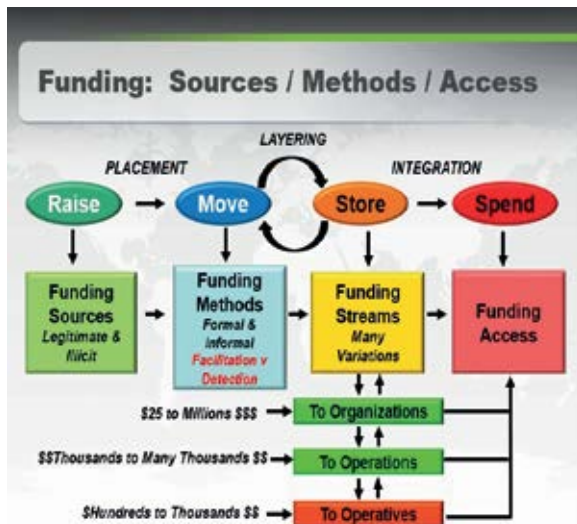 Funding: Sources / Methods / Access
LAYERING
PLACEMENT
INTEGRATION
Raise
Move
Store
Spend
Funding
Sources
Legitimate &
Illicit
Funding
Methods
Formal &
Informal
Facilitation v
Detection
Funding
Streams
Many
Variations
Funding
Access
$25 to Millions $$$
To Organizations
$$Thousands to Many Thousands $$
To Operations
$Hundreds to Thousands $$
To Operatives